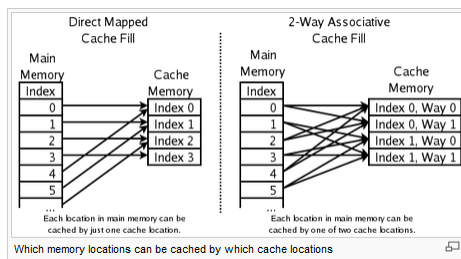 Direct Mapped
Cache Fill
Main
Memory
Index
0
1
2
3
4
5
...
Cache
Memory
Index 0
Index 1
Index 2
Index 3
Each location in main memory can be
cached by just one cache location.
2-Way Associative
Cache Fill
Main
Memory
Index
0
1
2
3
4
5
...
Cache
Memory
Index 0, Way 0
Index 0, Way 1
Index 1, Way 0
Index 1, Way 1
Each location in main memory can be
cached by one of two cache locations.
Which memory locations can be cached by which cache locations